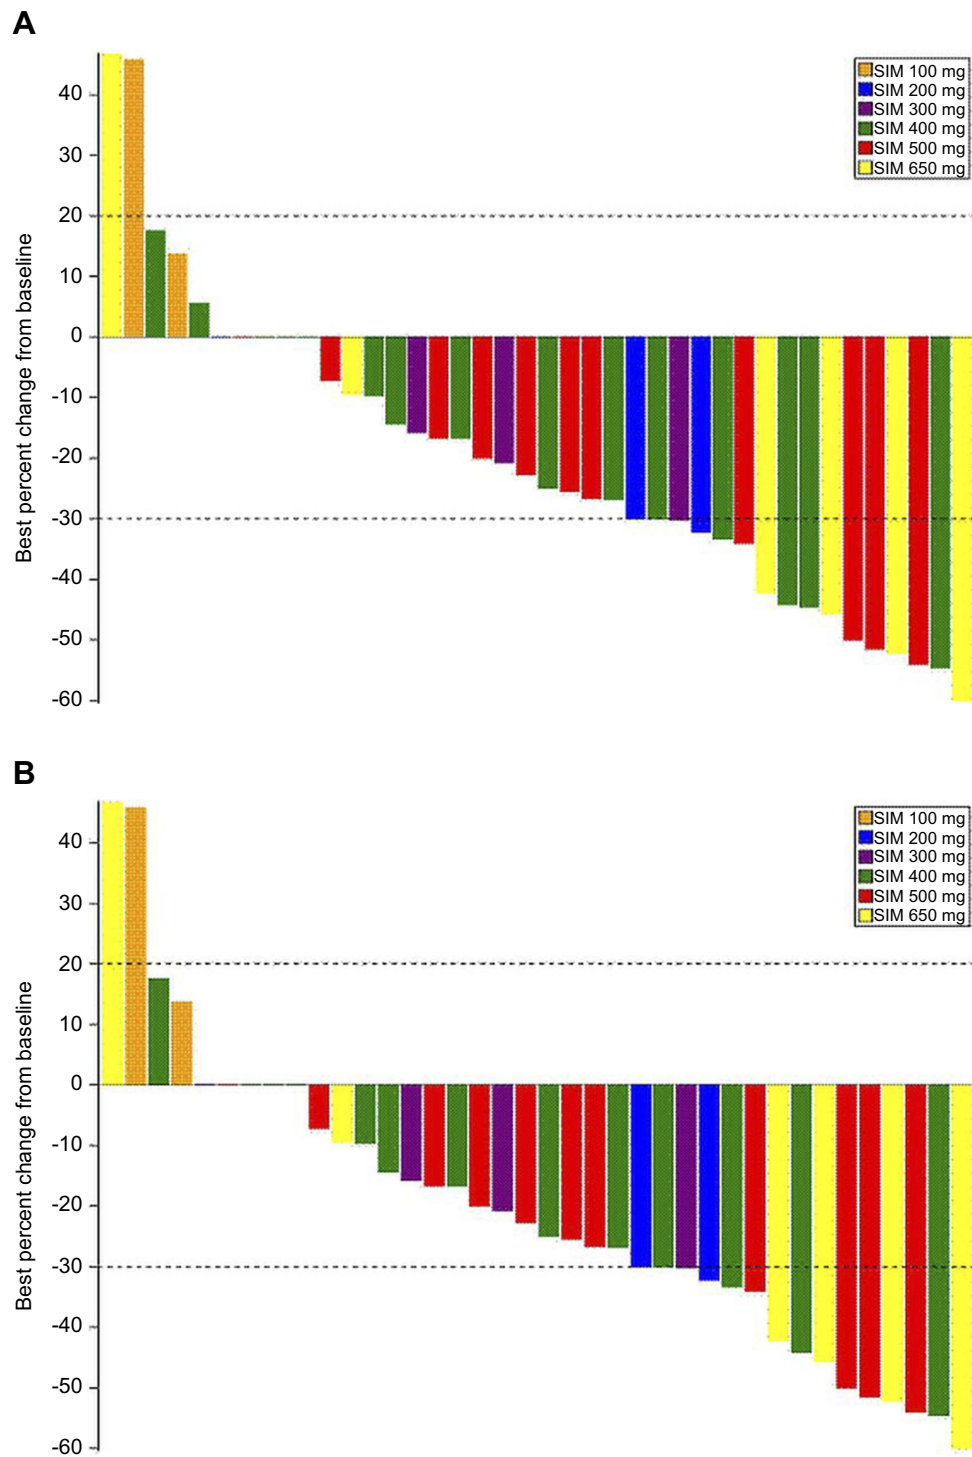 A
Best percent change from baseline
40
30
20
10
0
-10
-20
-30
-40
-50
-60
SIM 100 mg
SIM 200 mg
SIM 300 mg
SIM 400 mg
SIM 500 mg
SIM 650 mg
B
Best percent change from baseline
40
30
20
10
0
-10
-20
-30
-40
-50
-60
SIM 100 mg
SIM 200 mg
SIM 300 mg
SIM 400 mg
SIM 500 mg
SIM 650 mg